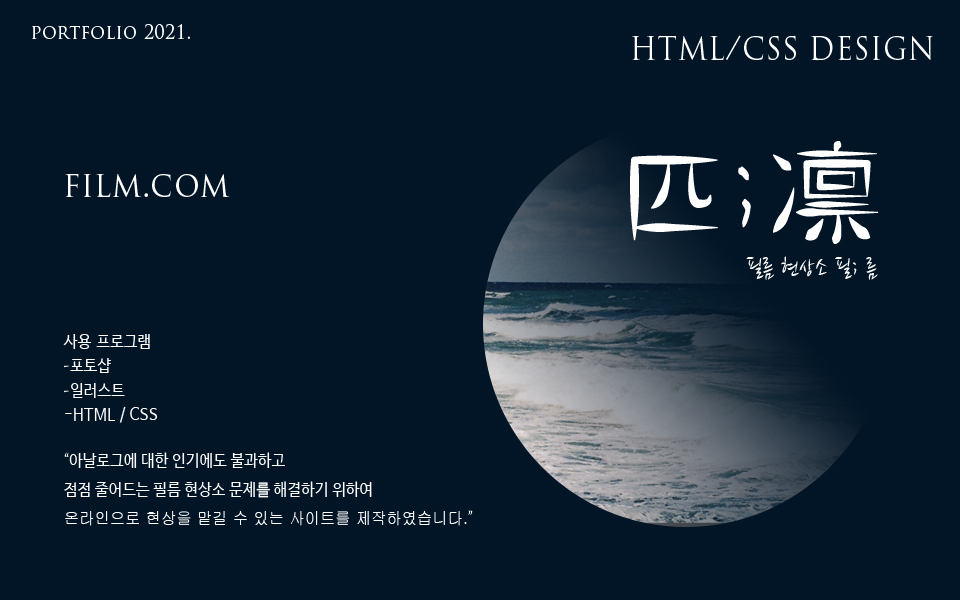 PORTFOLIO 2021.
HTML/CSS DESIGN
FILM.COM
匹;凛
필름 현상소 필; 름
사용 프로그램
-포토샵
-일러스트
-HTML / CSS
“아날로그에 대한 인기에도 불과하고
점점 줄어드는 필름 현상소 문제를 해결하기 위하여
온라인으로 현상을 맡길 수 있는 사이트를 제작하였습니다.”